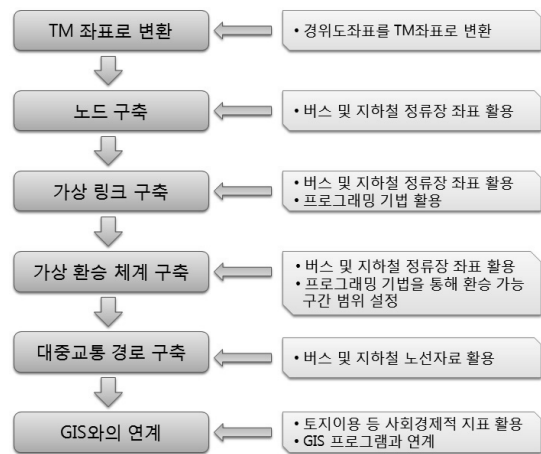 TM 좌표로 변환
• 경위도좌표를 TM좌표로 변환
노드 구축
• 버스 및 지하철 정류장 좌표 활용
가상 링크 구축
• 버스 및 지하철 정류장 좌표 활용
• 프로그래밍 기법 활용
가상 환승 체계 구축
• 버스 및 지하철 정류장 좌표 활용
• 프로그래밍 기법을 통해 환승 가능
구간 범위 설정
대중교통 경로 구축
• 버스 및 지하철 노선자료 활용
GIS와의 연계
• 토지이용 등 사회경제적 지표 활용
• GIS 프로그램과 연계